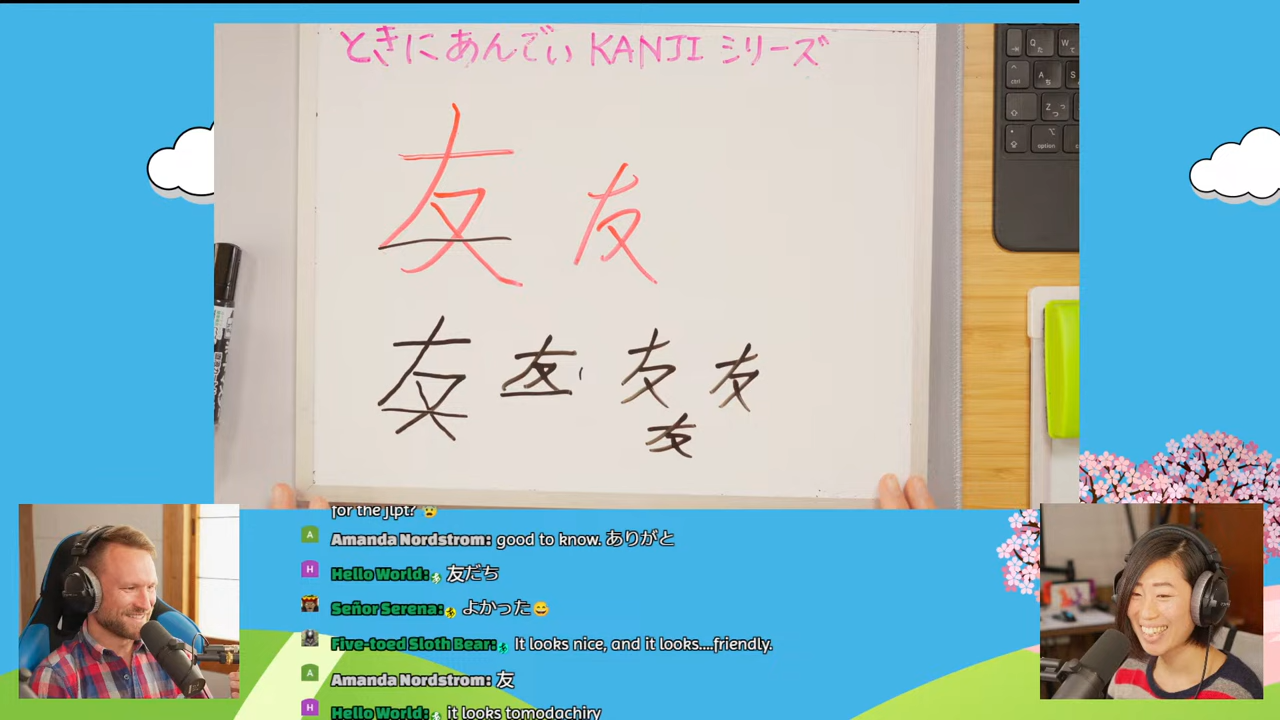 ときにあんでぃ KANJI シリーズ
友 友
友 友 友 友
友
for the jlpt? 😰
Amanda Nordstrom: good to know. ありがと
Hello World: 友だち
Señor Serena: よかった😅
Five-toed Sloth Bear: It looks nice, and it looks....friendly.
Amanda Nordstrom: 友
Hello World: it looks tomodachiry